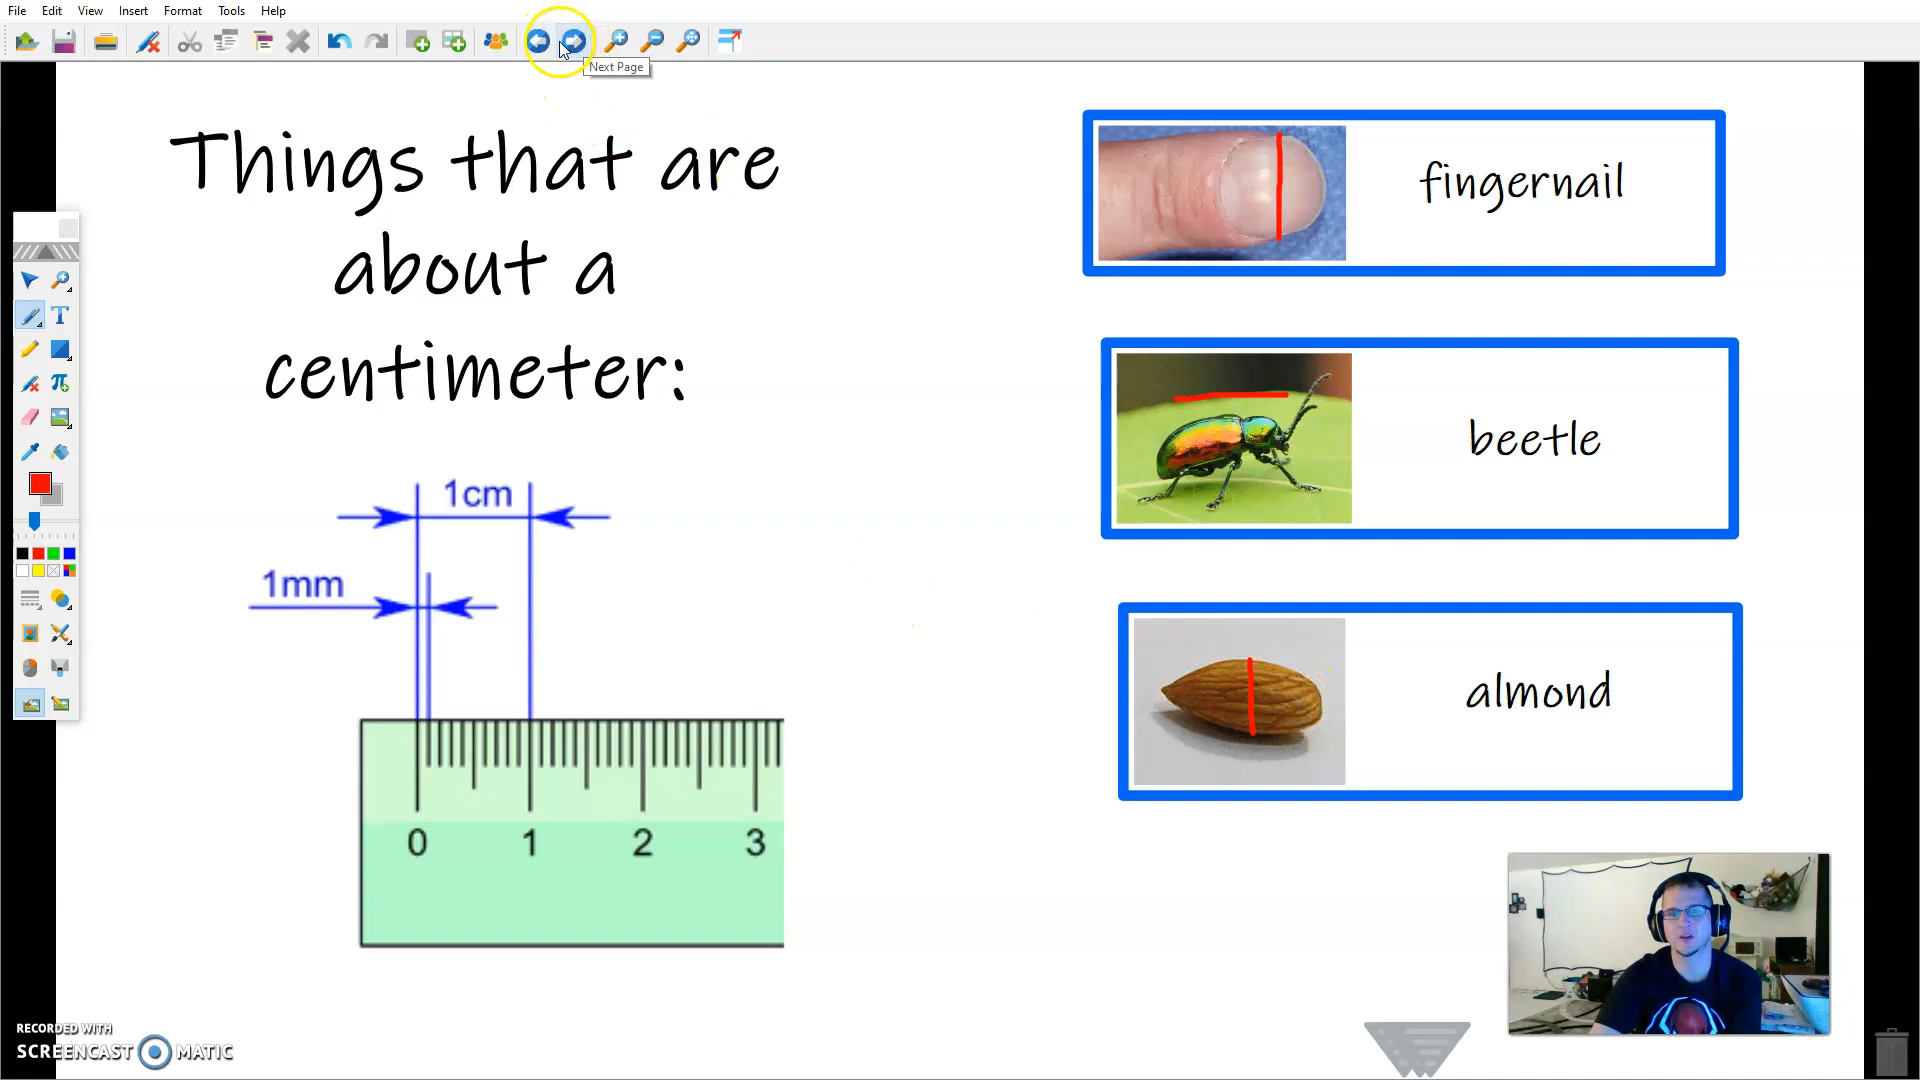 File Edit View Insert Format Tools Help
Next Page
Things that are
about a
centimeter:
fingernail
beetle
almond
1cm
1mm
0 1 2 3
RECORDED WITH
SCREENCAST MATIC